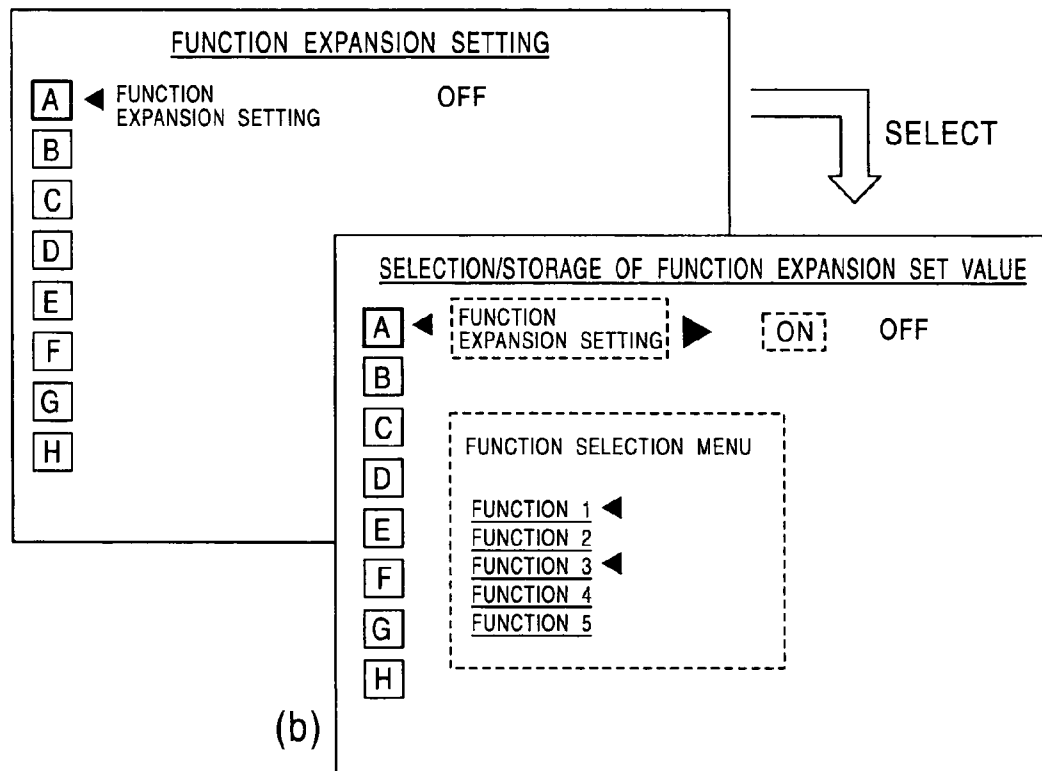 FUNCTION EXPANSION SETTING
A ◀ FUNCTION EXPANSION SETTING OFF
B
C
D
E
F
G
H
SELECT
SELECTION/STORAGE OF FUNCTION EXPANSION SET VALUE
A ◀ FUNCTION EXPANSION SETTING ▶ ON OFF
B
C
D
E
F
G
H
FUNCTION SELECTION MENU
FUNCTION 1 ◀
FUNCTION 2
FUNCTION 3 ◀
FUNCTION 4
FUNCTION 5
(b)